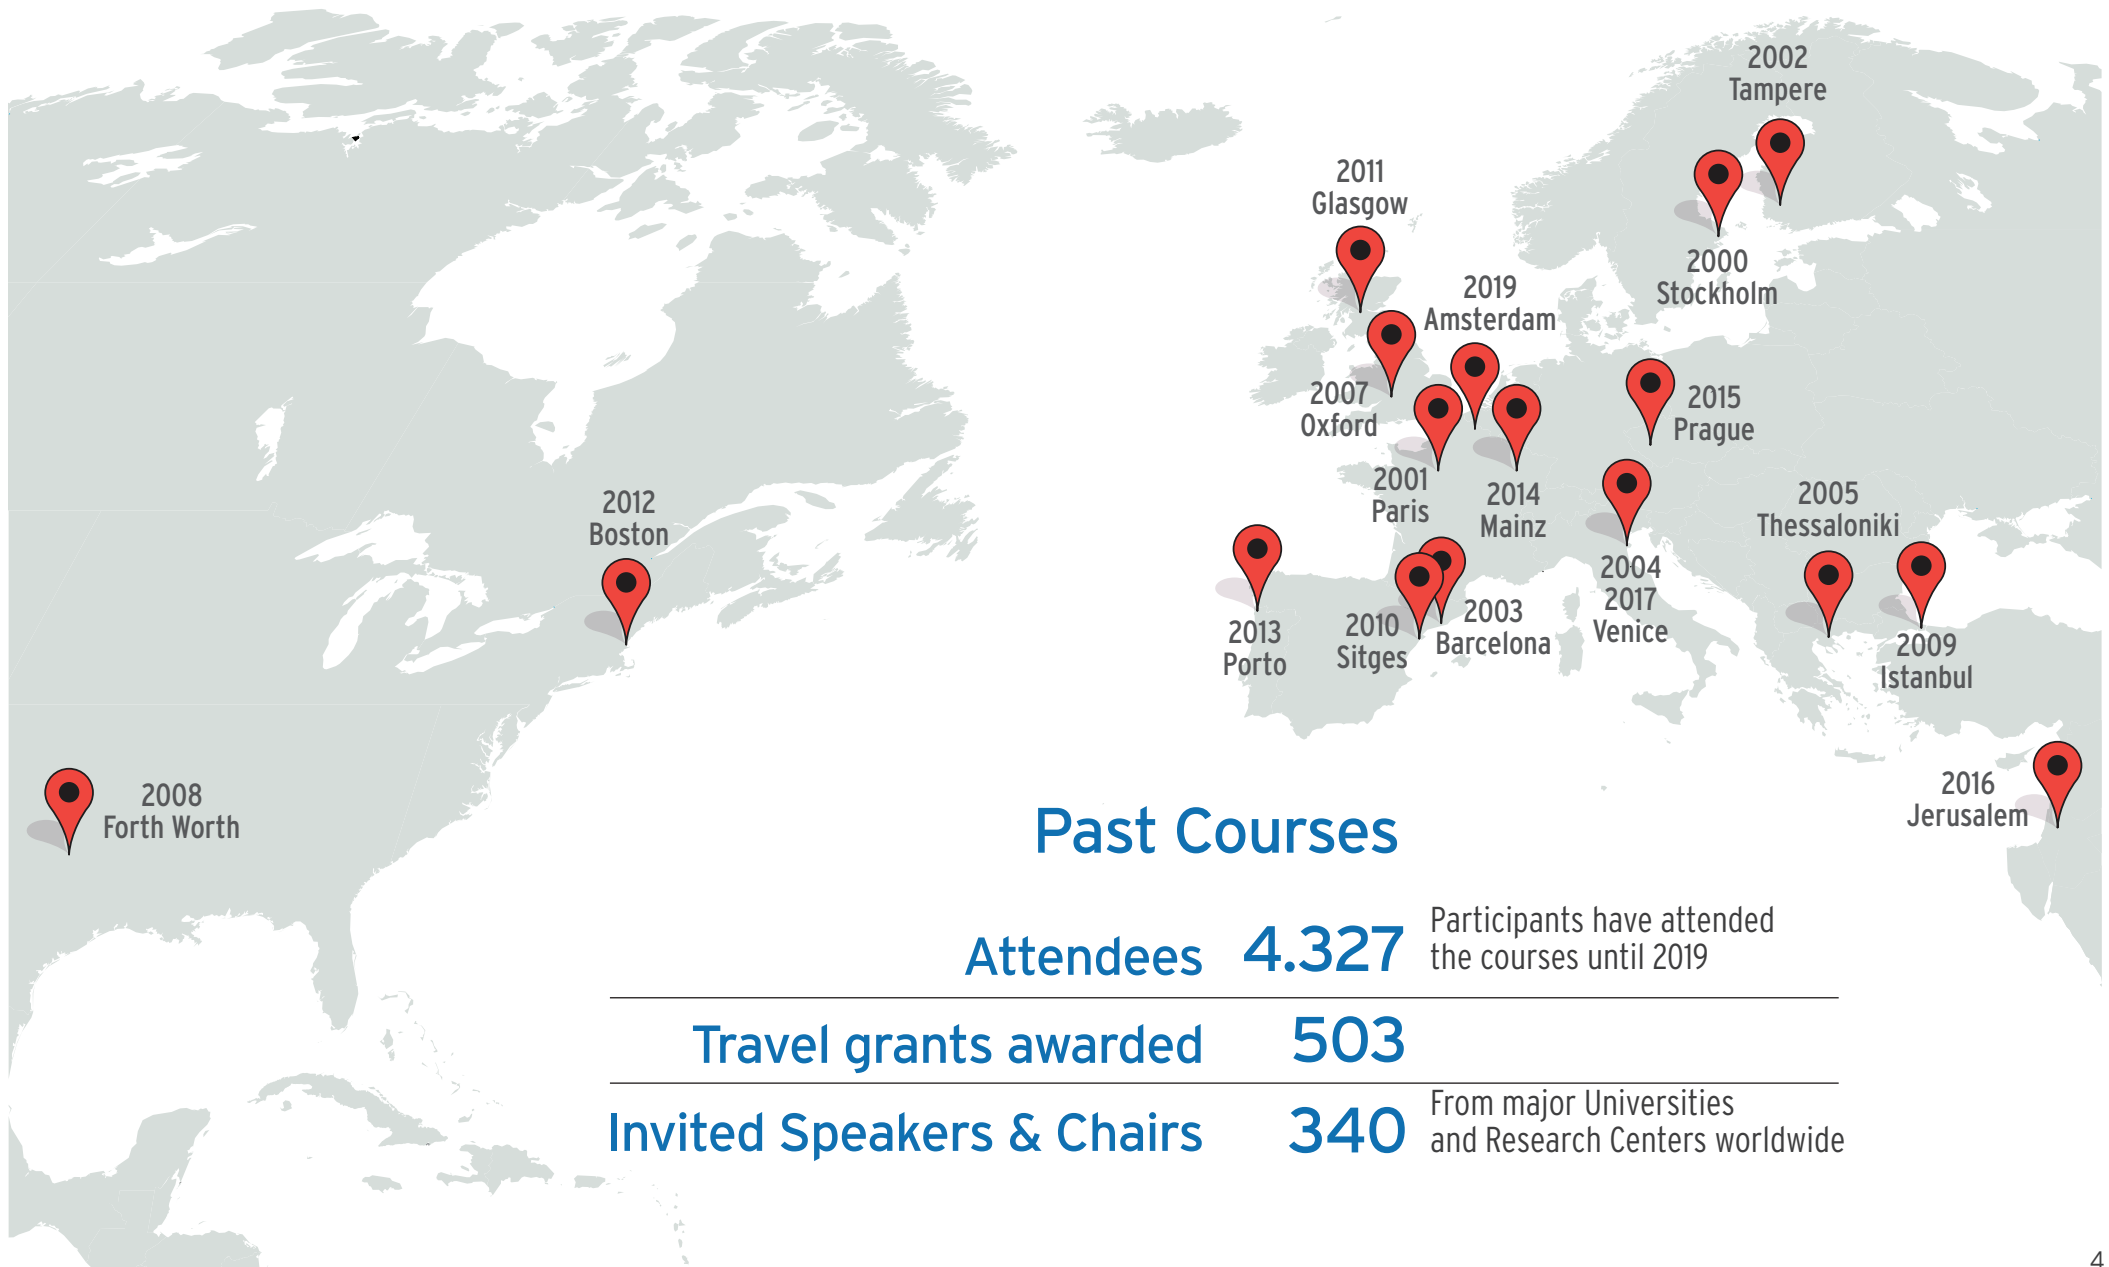 2002
Tampere
2011
Glasgow
2000
Stockholm
2019
Amsterdam
2007
Oxford
2015
Prague
2001
Paris
2014
Mainz
2005
Thessaloniki
2012
Boston
2004
2017
Venice
2013
Porto
2010
Sitges
2003
Barcelona
2009
Istanbul
2016
Jerusalem
2008
Forth Worth
Past Courses
Attendees 4.327 Participants have attended
the courses until 2019
Travel grants awarded 503
Invited Speakers & Chairs 340 From major Universities
and Research Centers worldwide
4